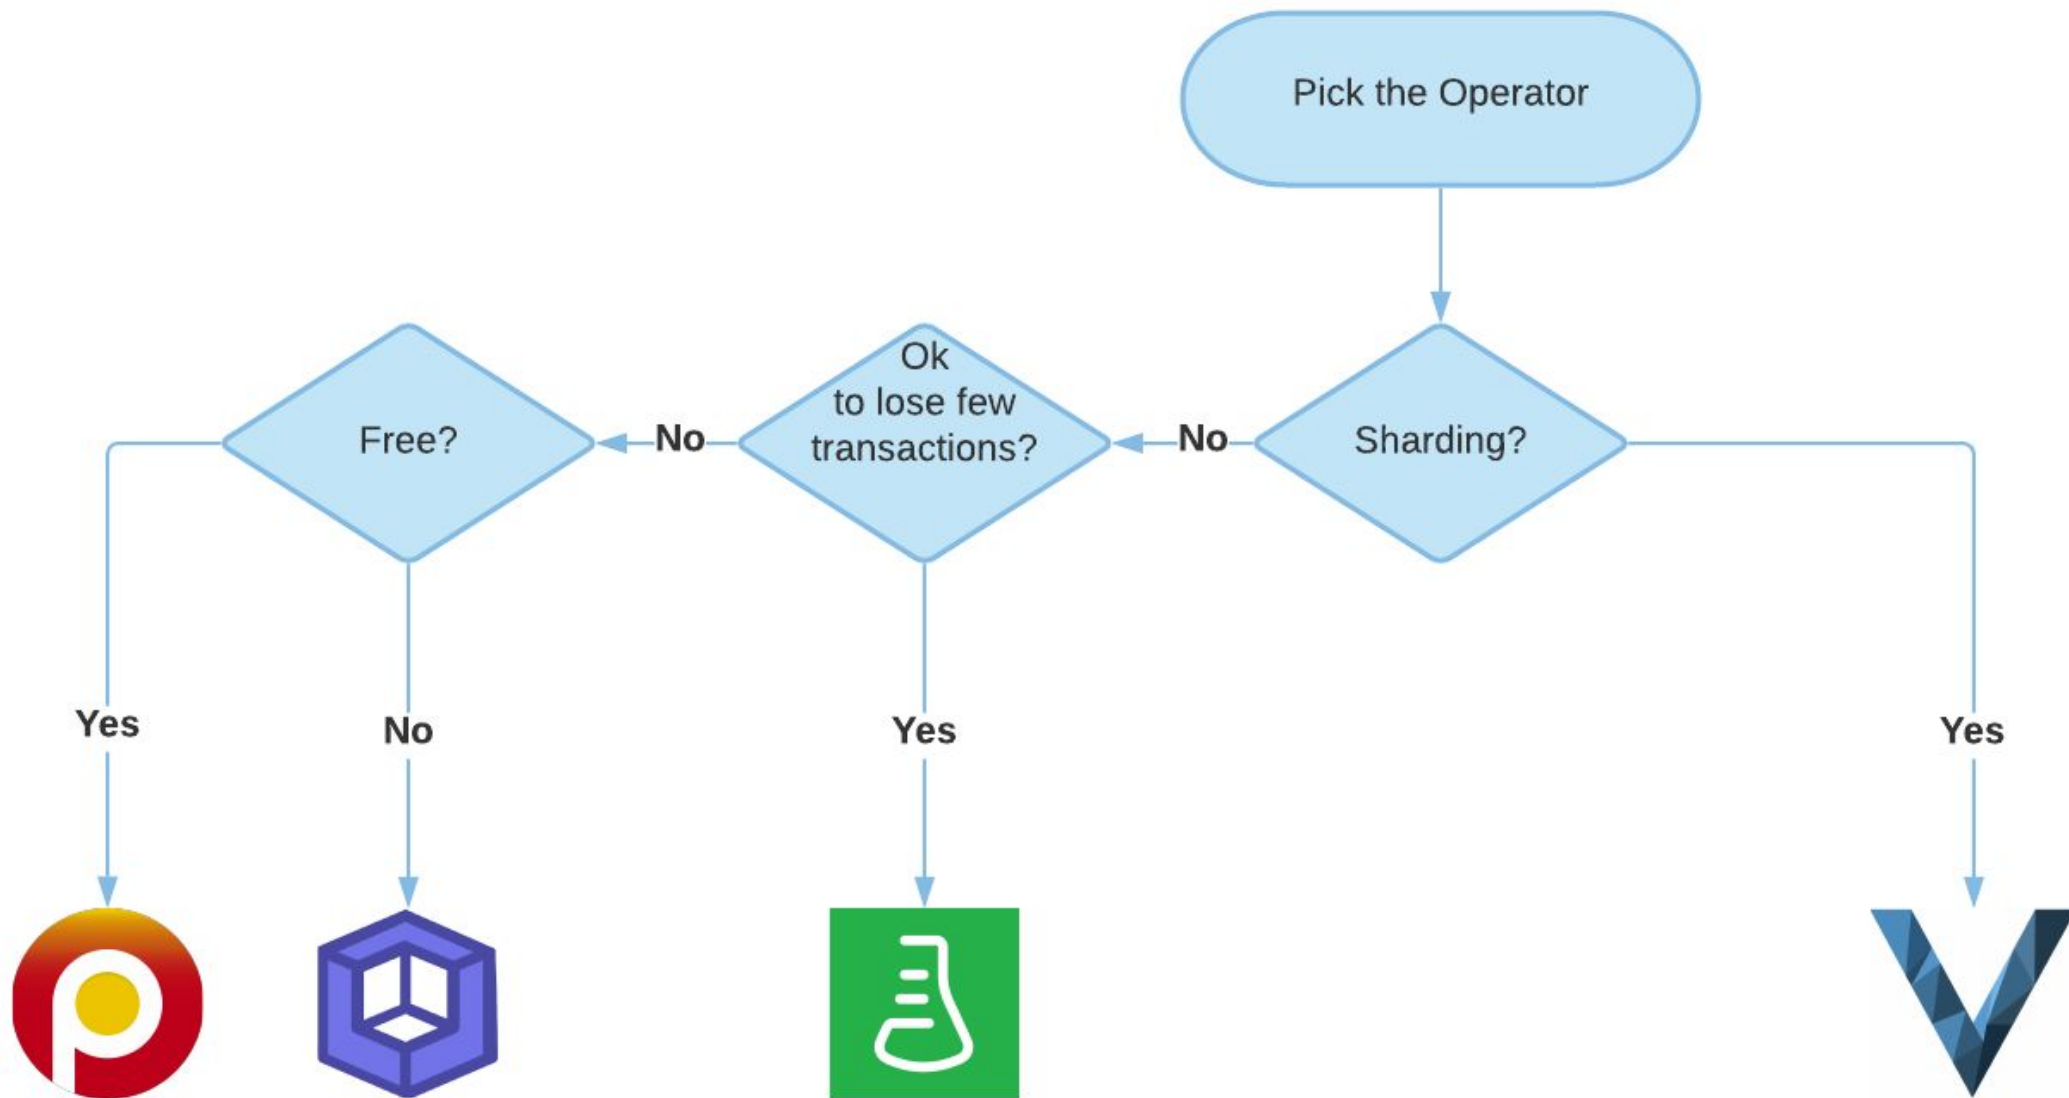 Pick the Operator
Free?
No
Ok
to lose few
transactions?
No
Sharding?
Yes
No
Yes
Yes